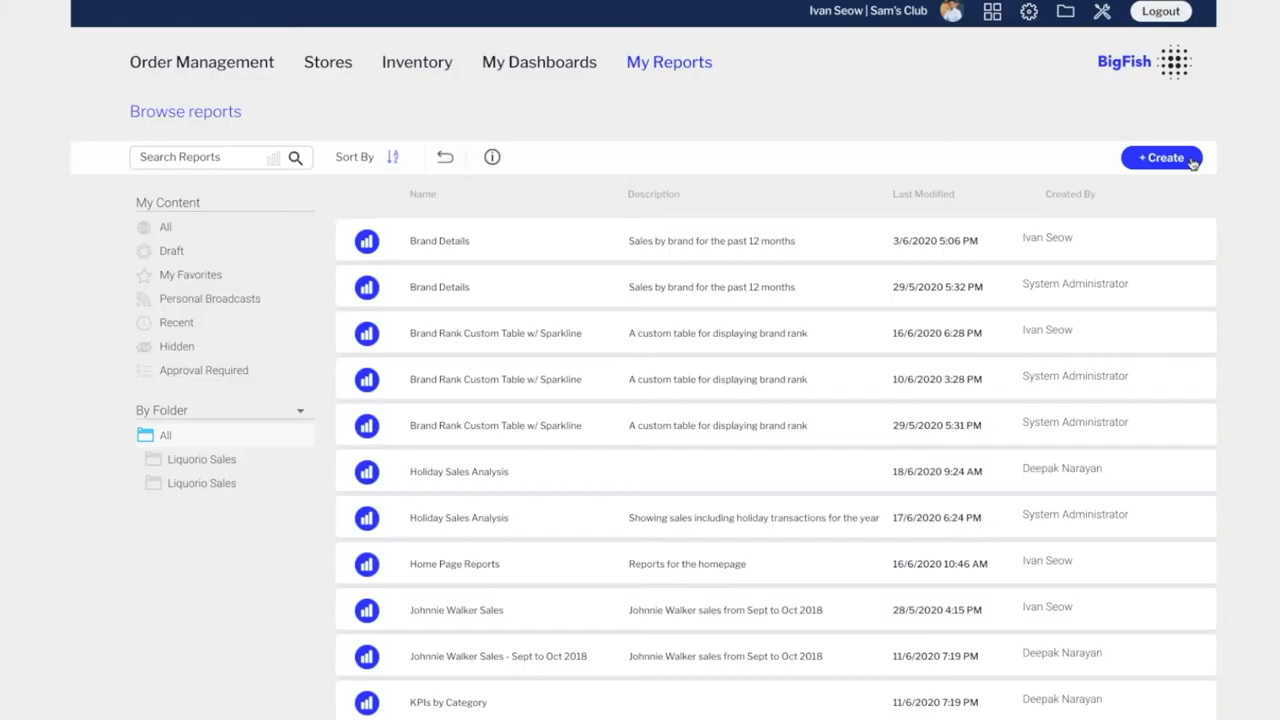 Ivan Seow | Sam's Club
Logout
Order Management Stores Inventory My Dashboards My Reports
BigFish
Browse reports
Search Reports Sort By + Create
My Content
All
Draft
My Favorites
Personal Broadcasts
Recent
Hidden
Approval Required
By Folder
All
Liquorio Sales
Liquorio Sales
Name Description Last Modified Created By
Brand Details Sales by brand for the past 12 months 3/6/2020 5:06 PM Ivan Seow
Brand Details Sales by brand for the past 12 months 29/5/2020 5:32 PM System Administrator
Brand Rank Custom Table w/ Sparkline A custom table for displaying brand rank 16/6/2020 6:28 PM Ivan Seow
Brand Rank Custom Table w/ Sparkline A custom table for displaying brand rank 10/6/2020 3:28 PM System Administrator
Brand Rank Custom Table w/ Sparkline A custom table for displaying brand rank 29/5/2020 5:31 PM System Administrator
Holiday Sales Analysis 18/6/2020 9:24 AM Deepak Narayan
Holiday Sales Analysis Showing sales including holiday transactions for the year 17/6/2020 6:24 PM System Administrator
Home Page Reports Reports for the homepage 16/6/2020 10:46 AM Ivan Seow
Johnnie Walker Sales Johnnie Walker sales from Sept to Oct 2018 28/5/2020 4:15 PM Ivan Seow
Johnnie Walker Sales - Sept to Oct 2018 Johnnie Walker sales from Sept to Oct 2018 11/6/2020 7:19 PM Deepak Narayan
KPIs by Category 11/6/2020 7:19 PM Deepak Narayan